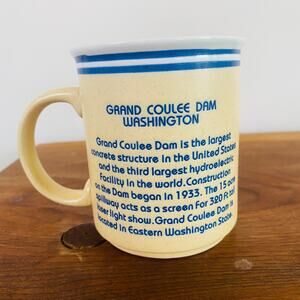 GRAND COULEE DAM
WASHINGTON
Grand Coulee Dam is the largest
concrete structure in the United States
and the third largest hydroelectric
Facility in the world. Construction
on the Dam began in 1933. The 15 acre
spillway acts as a screen For 320 ft tall
laser light show. Grand Coulee Dam is
located in Eastern Washington State.